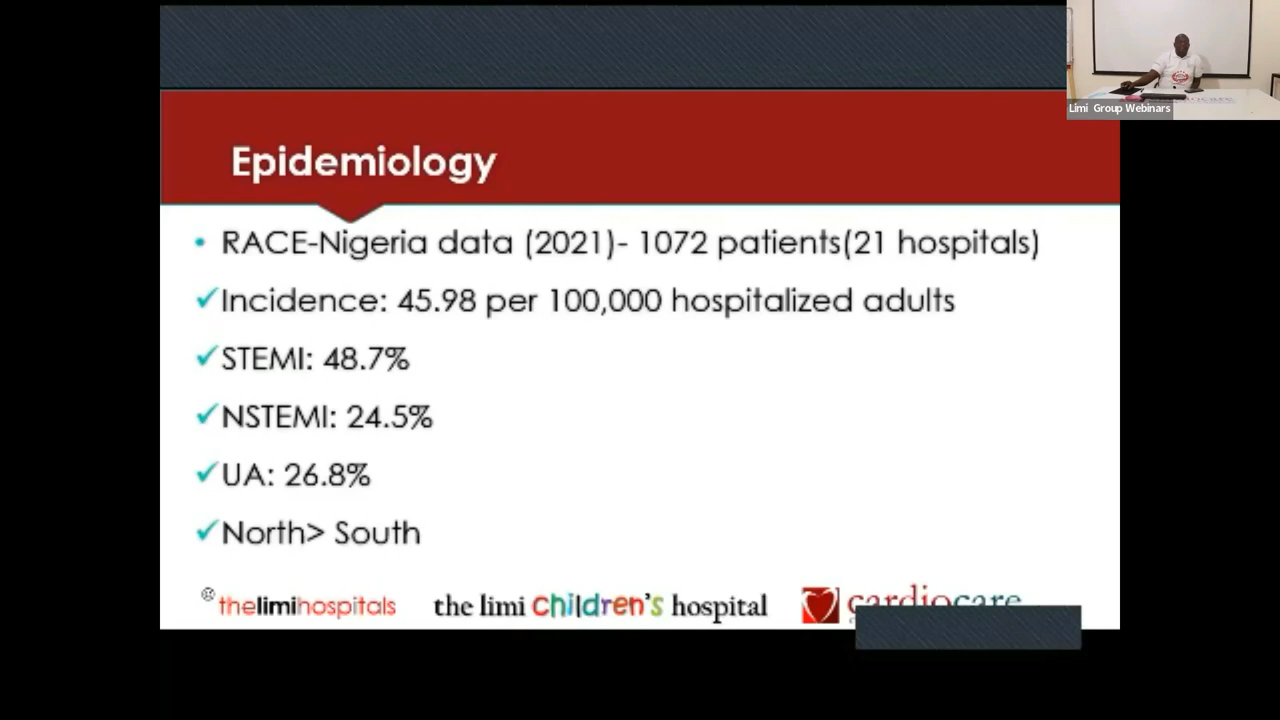 Limi Group Webinars
Epidemiology
• RACE-Nigeria data (2021)- 1072 patients(21 hospitals)
✓Incidence: 45.98 per 100,000 hospitalized adults
✓STEMI: 48.7%
✓NSTEMI: 24.5%
✓UA: 26.8%
✓North> South
thelimihospitals the limi children's hospital cardiocare